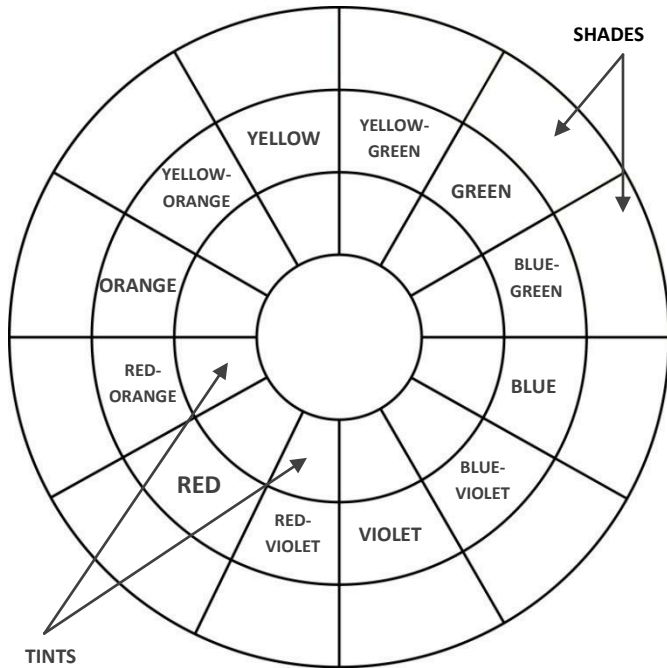 SHADES
YELLOW
YELLOW-
GREEN
YELLOW-
ORANGE
GREEN
ORANGE
BLUE-
GREEN
RED-
ORANGE
BLUE
RED
BLUE-
VIOLET
RED-
VIOLET
VIOLET
TINTS